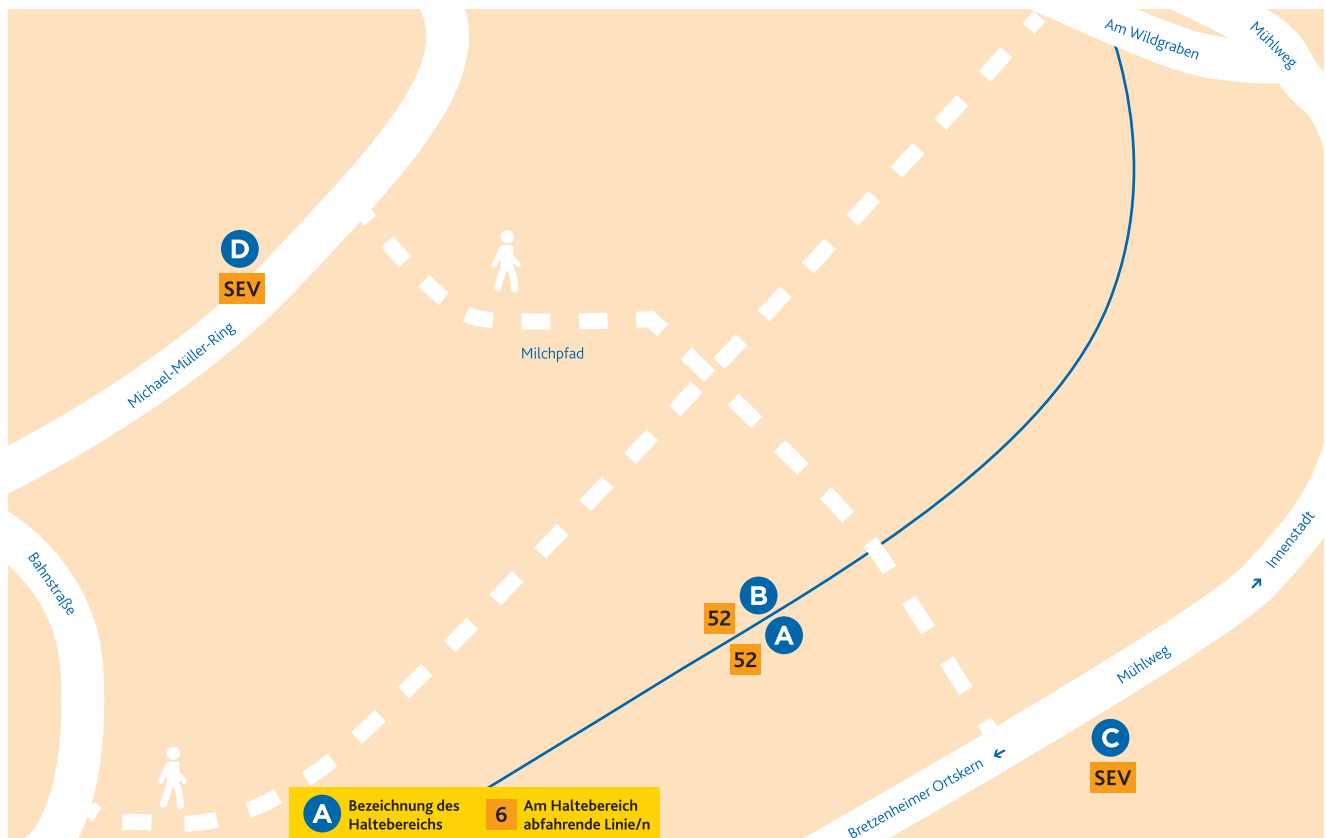 Am Wildgraben
Mühlweg
D
SEV
Michael-Müller-Ring
Milchpfad
Bahnstraße
Innenstadt
B
52
A
52
Mühlweg
C
SEV
Bretzenheimer Ortskern
A
Bezeichnung des
Haltebereichs
6
Am Haltebereich
abfahrende Linie/n